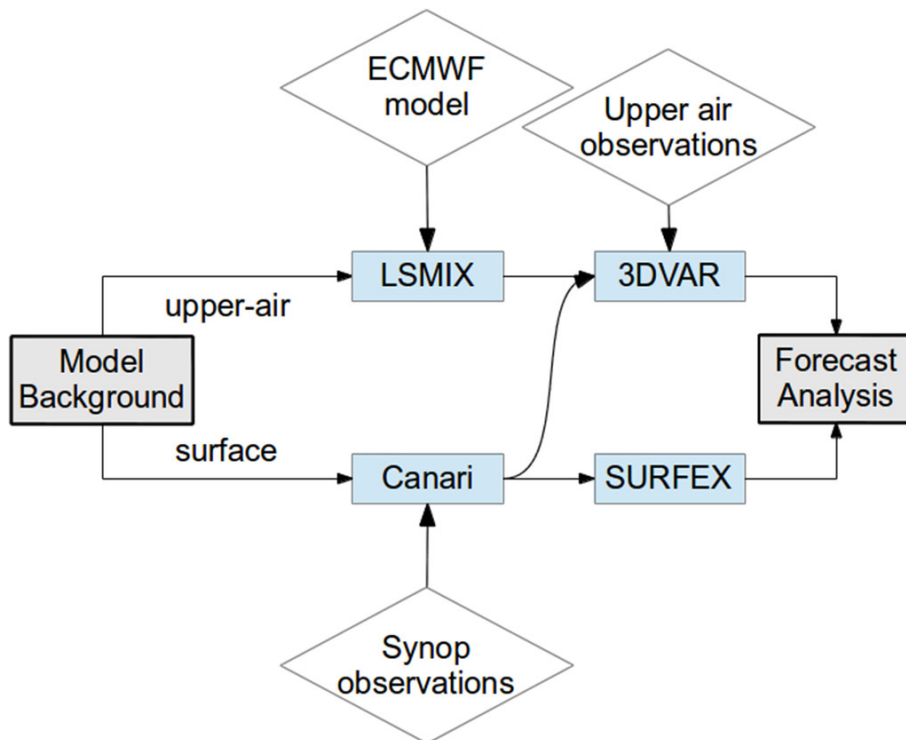 ECMWF
model
Upper air
observations
LSMIX
3DVAR
upper-air
Model
Background
Forecast
Analysis
surface
Canari
SURFEX
Synop
observations